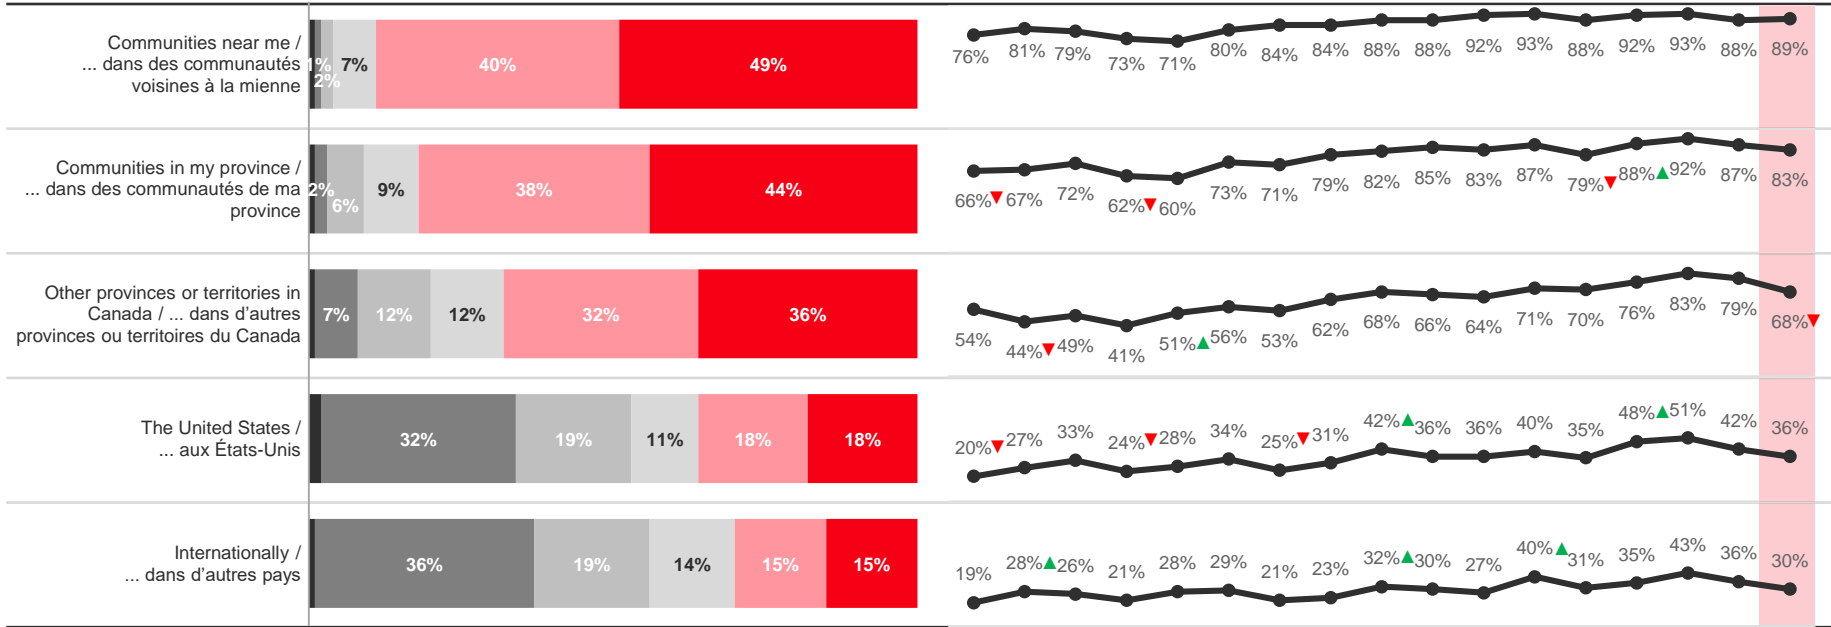 Communities near me /
... dans des communautés
voisines à la mienne
1%
2%
7%
40%
49%
76% 81% 79% 73% 71% 80% 84% 84% 88% 88% 92% 93% 88% 92% 93% 88% 89%
Communities in my province /
... dans des communautés de ma
province
2%
6%
9%
38%
44%
66%▼67% 72% 62%▼60% 73% 71% 79% 82% 85% 83% 87% 79%▼88%▲92% 87% 83%
Other provinces or territories in
Canada / ... dans d'autres
provinces ou territoires du Canada
7%
12%
12%
32%
36%
54% 44%▼49% 41% 51%▲56% 53% 62% 68% 66% 64% 71% 70% 76% 83% 79% 68%▼
The United States /
... aux États-Unis
32%
19%
11%
18%
18%
20%▼27% 33% 24%▼28% 34% 25%▼31% 42%▲36% 36% 40% 35% 48%▲51% 42% 36%
Internationally /
... dans d'autres pays
36%
19%
14%
15%
15%
19% 28%▲26% 21% 28% 29% 21% 23% 32%▲30% 27% 40%▲31% 35% 43% 36% 30%